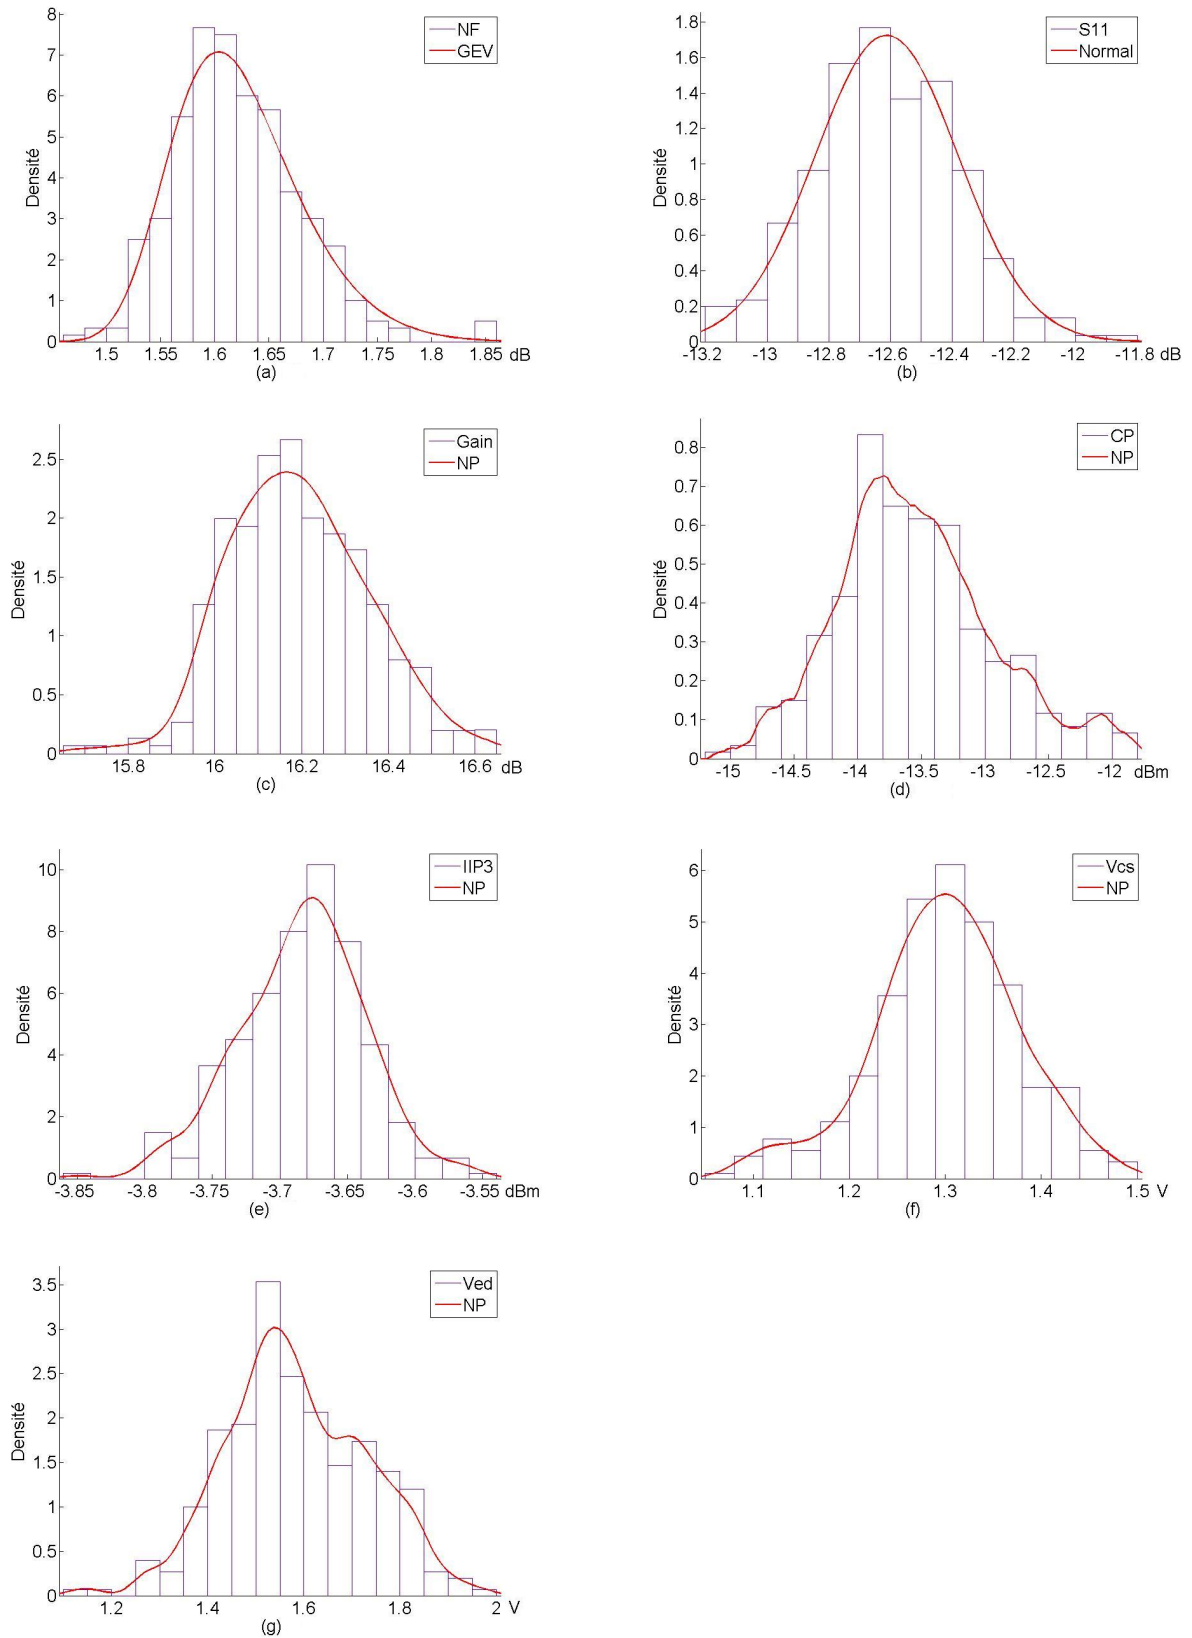 8
7
6
5
4
3
2
1
0
Densité
NF
GEV
1.5 1.55 1.6 1.65 1.7 1.75 1.8 1.85 dB
(a)
1.8
1.6
1.4
1.2
1
0.8
0.6
0.4
0.2
0
Densité
S11
Normal
-13.2 -13 -12.8 -12.6 -12.4 -12.2 -12 -11.8 dB
(b)
2.5
2
1.5
1
0.5
0
Densité
Gain
NP
15.8 16 16.2 16.4 16.6 dB
(c)
0.8
0.7
0.6
0.5
0.4
0.3
0.2
0.1
0
Densité
CP
NP
-15 -14.5 -14 -13.5 -13 -12.5 -12 dBm
(d)
10
8
6
4
2
0
Densité
IIP3
NP
-3.85 -3.8 -3.75 -3.7 -3.65 -3.6 -3.55 dBm
(e)
6
5
4
3
2
1
0
Densité
Vcs
NP
1.1 1.2 1.3 1.4 1.5 V
(f)
3.5
3
2.5
2
1.5
1
0.5
0
Densité
Ved
NP
1.2 1.4 1.6 1.8 2 V
(g)